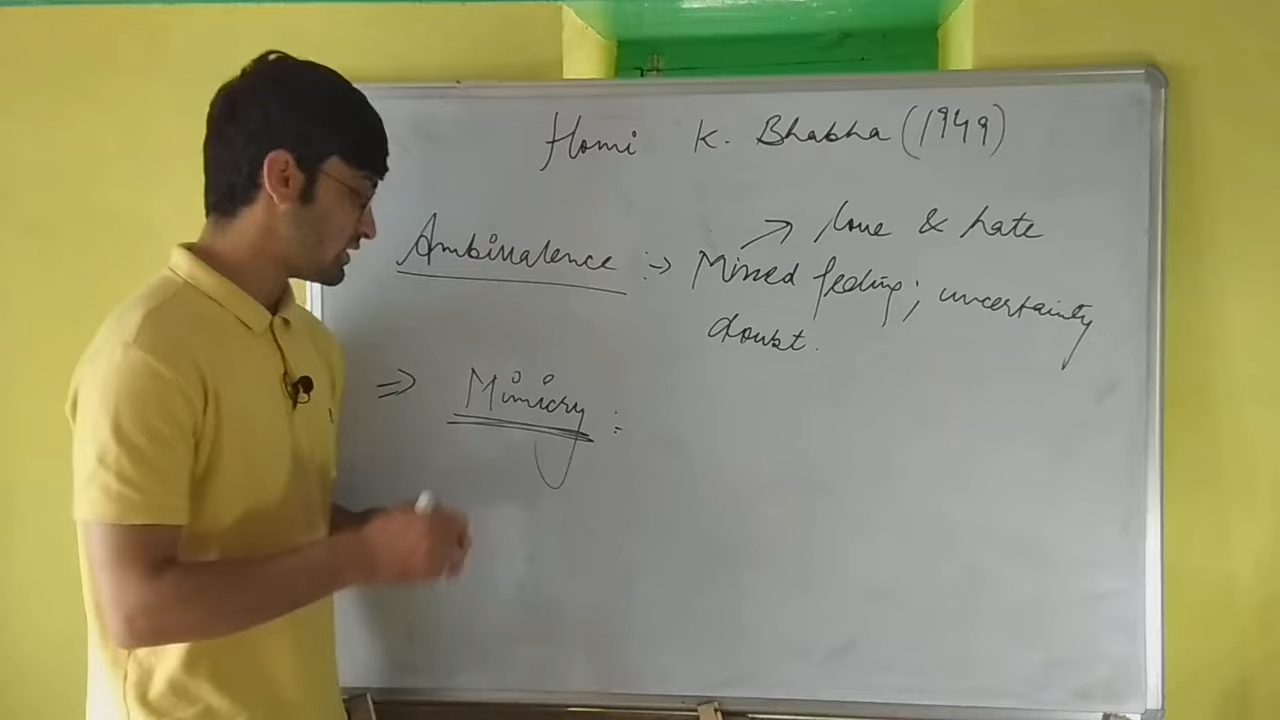 Homi K. Bhabha (1949)
→ love & hate
Ambivalence :→ Mixed feeling; uncertainty
doubt.
⇒ Mimicry :